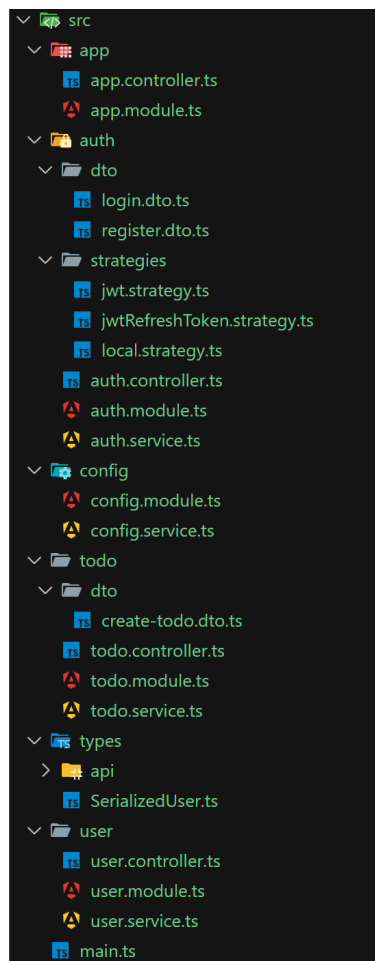 src
app
app.controller.ts
app.module.ts
auth
dto
login.dto.ts
register.dto.ts
strategies
jwt.strategy.ts
jwtRefreshToken.strategy.ts
local.strategy.ts
auth.controller.ts
auth.module.ts
auth.service.ts
config
config.module.ts
config.service.ts
todo
dto
create-todo.dto.ts
todo.controller.ts
todo.module.ts
todo.service.ts
types
api
SerializedUser.ts
user
user.controller.ts
user.module.ts
user.service.ts
main.ts